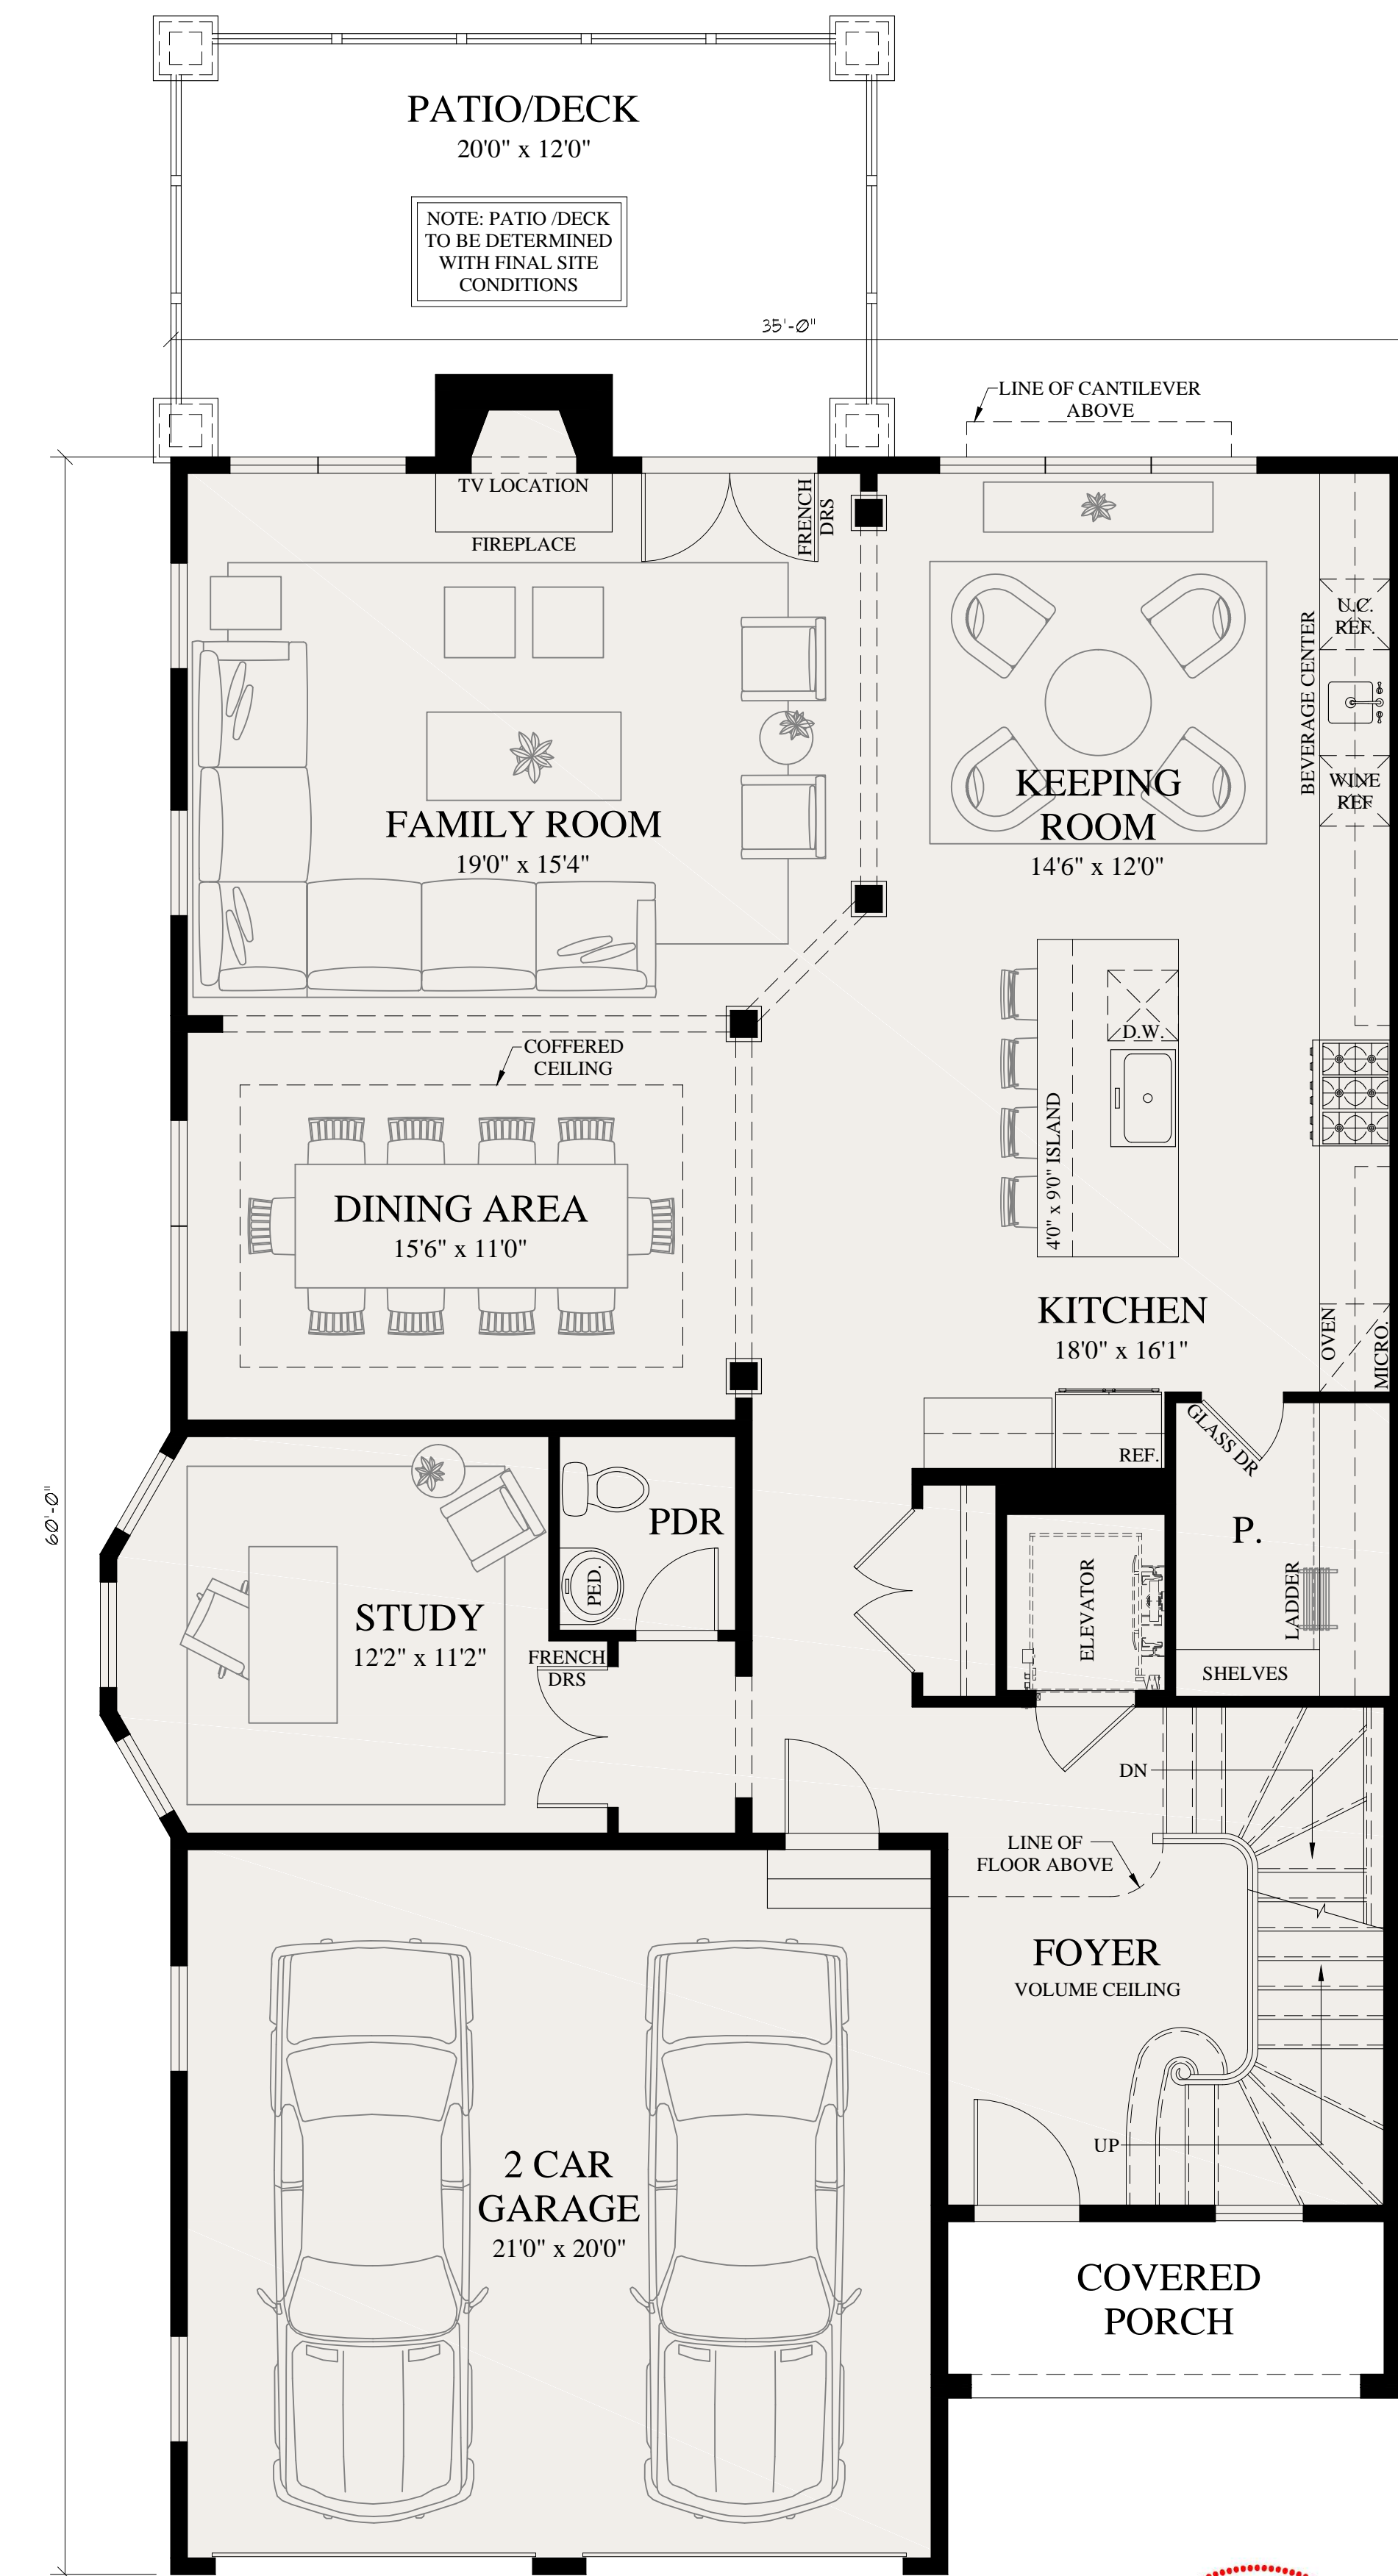 PATIO/DECK
20'0" x 12'0"
NOTE: PATIO /DECK
TO BE DETERMINED
WITH FINAL SITE
CONDITIONS
35'-0"
LINE OF CANTILEVER
ABOVE
TV LOCATION
FIREPLACE
FRENCH
DRS
U.C.
REF.
BEVERAGE CENTER
WINE
REF
FAMILY ROOM
19'0" x 15'4"
KEEPING
ROOM
14'6" x 12'0"
COFFERED
CEILING
D.W.
4'0" x 9'0" ISLAND
DINING AREA
15'6" x 11'0"
KITCHEN
18'0" x 16'1"
OVEN
MICRO.
REF.
GLASS DR
60'-0"
PDR
PED.
P.
ELEVATOR
LADDER
SHELVES
STUDY
12'2" x 11'2"
FRENCH
DRS
DN
LINE OF
FLOOR ABOVE
FOYER
VOLUME CEILING
UP
2 CAR
GARAGE
21'0" x 20'0"
COVERED
PORCH